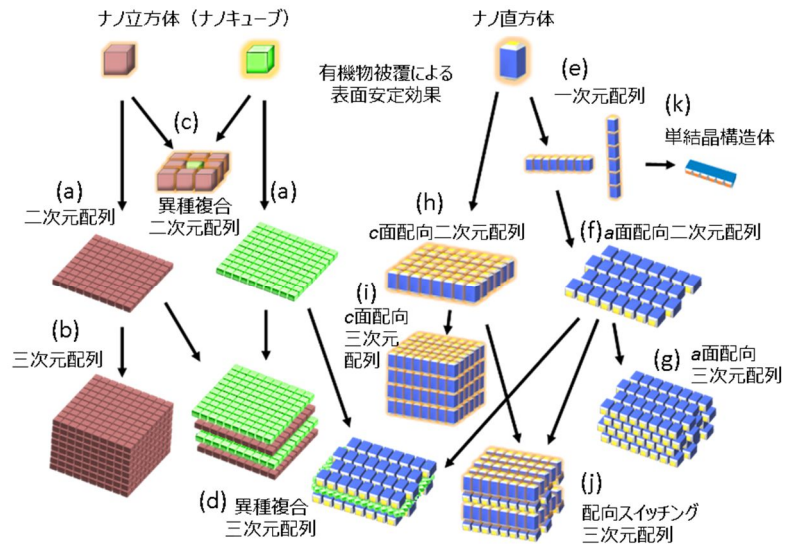 ナノ立方体（ナノキューブ）
ナノ直方体
有機物被覆による
表面安定効果
(e)
一次元配列
(k)
単結晶構造体
(c)
異種複合
二次元配列
(a)
二次元配列
(a)
(h)
c面配向二次元配列
(f)a面配向二次元配列
(b)
三次元配列
(i)
c面配向
三次元
配列
(g)
a面配向
三次元配列
(d)
異種複合
三次元配列
(j)
配向スイッチング
三次元配列